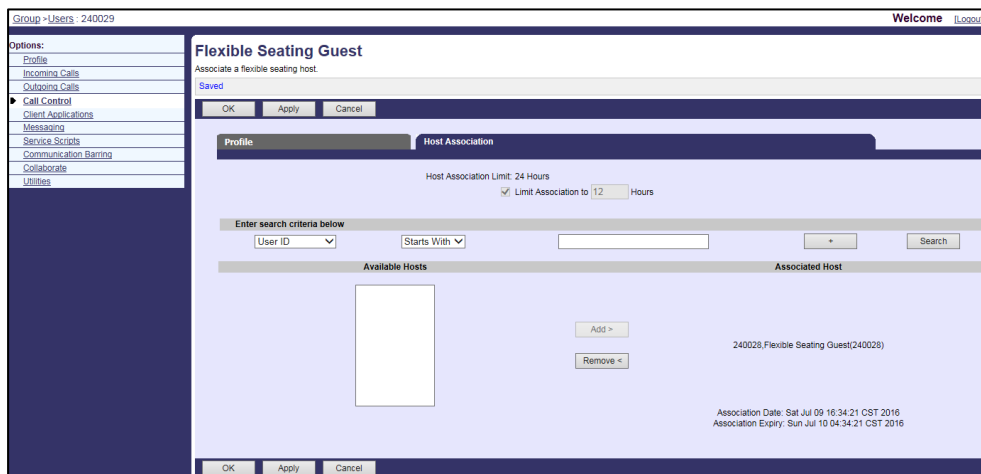 Group >Users : 240029
Welcome [Logout
Options:
Profile
Incoming Calls
Outgoing Calls
Call Control
Client Applications
Messaging
Service Scripts
Communication Barring
Collaborate
Utilities
Flexible Seating Guest
Associate a flexible seating host.
Saved
OK Apply Cancel
Profile Host Association
Host Association Limit: 24 Hours
Limit Association to 12 Hours
Enter search criteria below
User ID Starts With + Search
Available Hosts Associated Host
Add >
240028,Flexible Seating Guest(240028)
Remove <
Association Date: Sat Jul 09 16:34:21 CST 2016
Association Expiry: Sun Jul 10 04:34:21 CST 2016
OK Apply Cancel